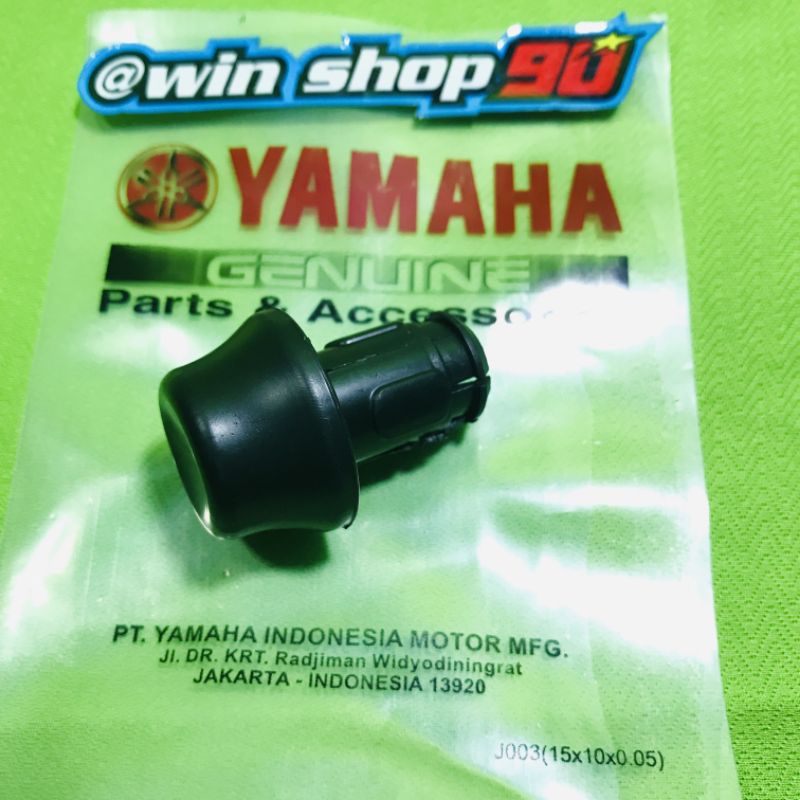 @win shop 90
YAMAHA
GENUINE
Parts & Accesso
PT. YAMAHA INDONESIA MOTOR MFG.
Jl. DR. KRT. Radjiman Widyodiningrat
JAKARTA - INDONESIA 13920
J003(15x10x0.05)